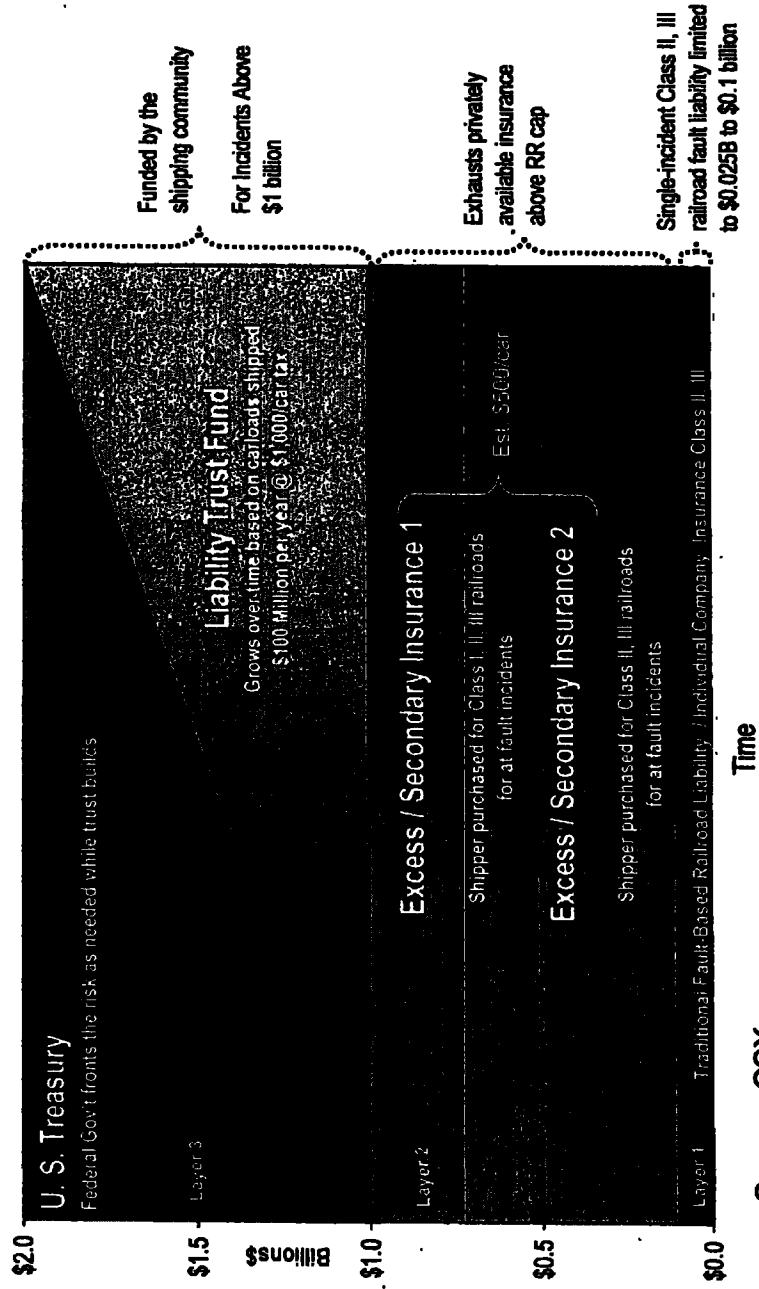 $2.0
$1.5
$1.0
$0.5
$0.0
Billions$
U. S. Treasury
Federal Gov't fronts the risk as needed while trust builds
Layer 3
Liability Trust Fund
Grows over time based on carloads shipped
$100 Million per year @ $1,000/car tax
Layer 2
Excess / Secondary Insurance 1
Shipper purchased for Class I, II, III railroads
for at fault incidents
Est. $500/car
Excess / Secondary Insurance 2
Shipper purchased for Class II, III railroads
for at fault incidents
Layer 1
Traditional Fault-Based Railroad Liability / Individual Company Insurance Class II, III
Time
Funded by the
shipping community
For Incidents Above
$1 billion
Exhausts privately
available insurance
above RR cap
Single-incident Class II, III
railroad fault liability limited
to $0.025B to $0.1 billion